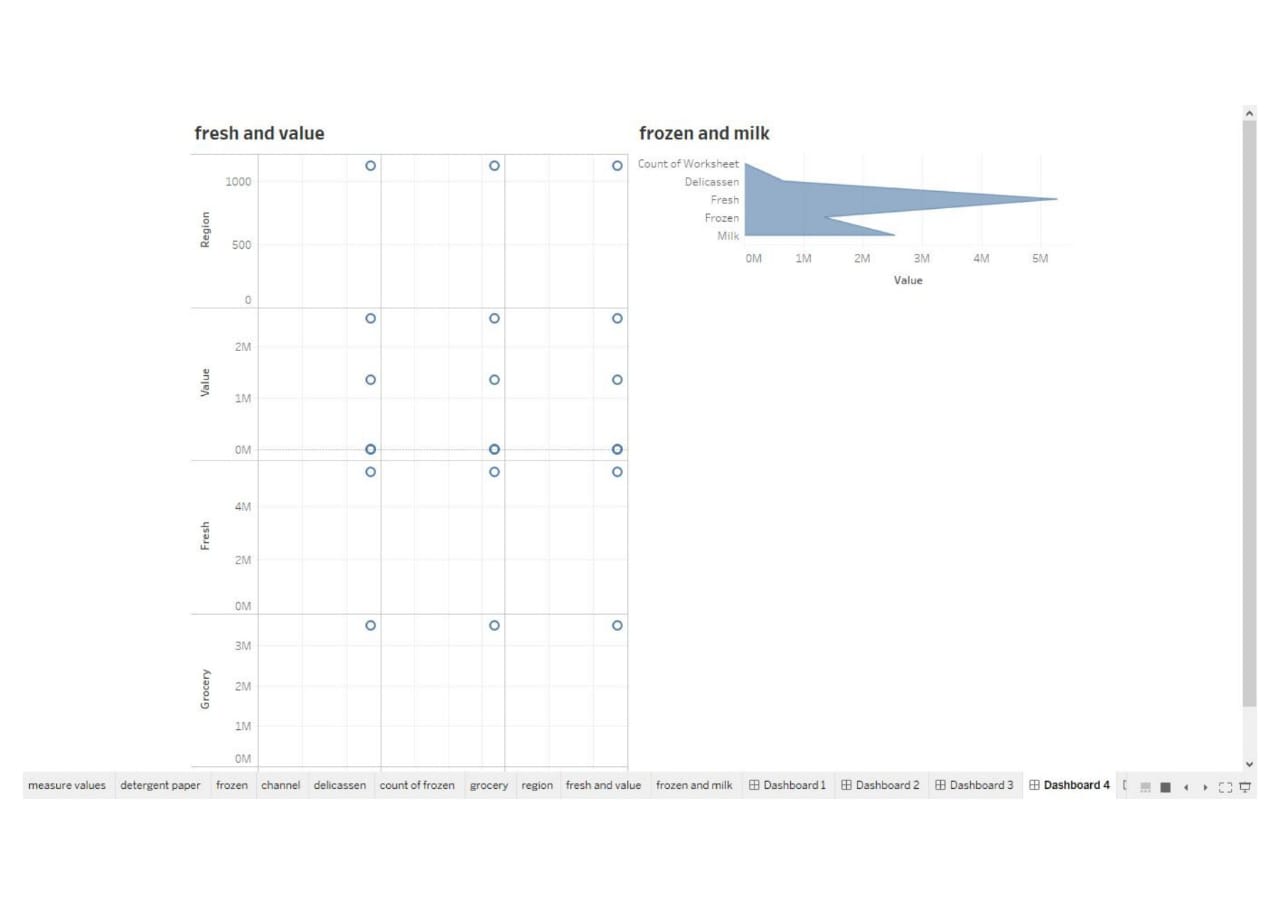 fresh and value
Region
1000
500
0
Value
2M
1M
0M
Fresh
4M
2M
0M
Grocery
3M
2M
1M
0M
frozen and milk
Count of Worksheet
Delicassen
Fresh
Frozen
Milk
0M 1M 2M 3M 4M 5M
Value
measure values detergent paper frozen channel delicassen count of frozen grocery region fresh and value frozen and milk Dashboard 1 Dashboard 2 Dashboard 3 Dashboard 4